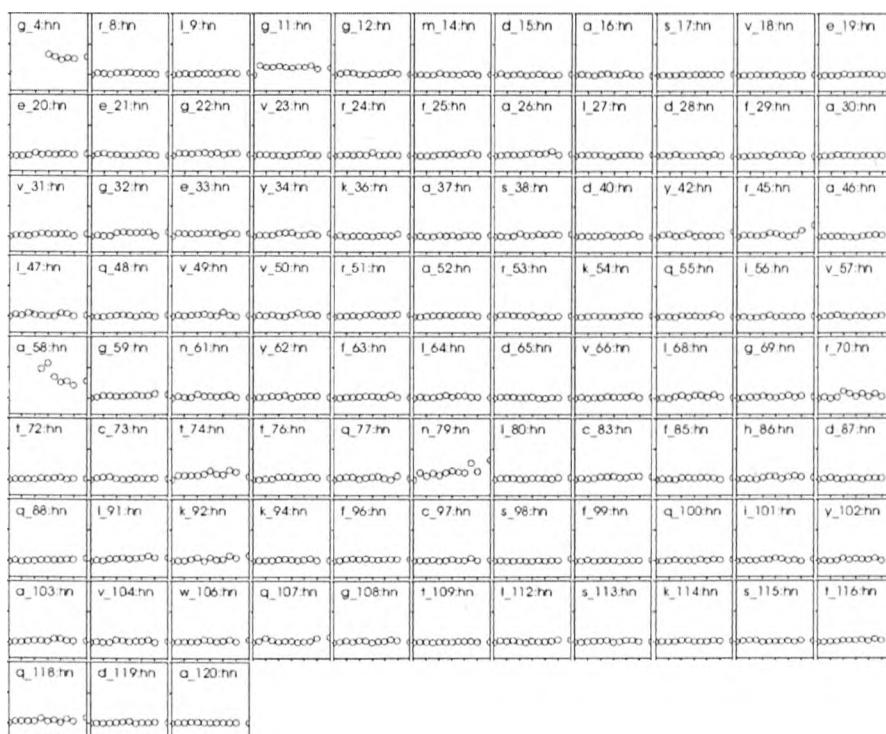 g_4:hn r_8:hn l_9:hn g_11:hn g_12:hn m_14:hn d_15:hn a_16:hn s_17:hn v_18:hn e_19:hn
e_20:hn e_21:hn g_22:hn v_23:hn r_24:hn r_25:hn a_26:hn l_27:hn d_28:hn f_29:hn a_30:hn
v_31:hn g_32:hn e_33:hn y_34:hn k_36:hn a_37:hn s_38:hn d_40:hn y_42:hn r_45:hn a_46:hn
l_47:hn q_48:hn v_49:hn v_50:hn r_51:hn a_52:hn r_53:hn k_54:hn q_55:hn i_56:hn v_57:hn
a_58:hn g_59:hn n_61:hn y_62:hn f_63:hn l_64:hn d_65:hn v_66:hn l_68:hn g_69:hn r_70:hn
t_72:hn c_73:hn t_74:hn t_76:hn q_77:hn n_79:hn l_80:hn c_83:hn f_85:hn h_86:hn d_87:hn
q_88:hn l_91:hn k_92:hn k_94:hn f_96:hn c_97:hn s_98:hn f_99:hn q_100:hn i_101:hn y_102:hn
a_103:hn v_104:hn w_106:hn q_107:hn g_108:hn t_109:hn t_112:hn s_113:hn k_114:hn s_115:hn t_116:hn
q_118:hn d_119:hn a_120:hn